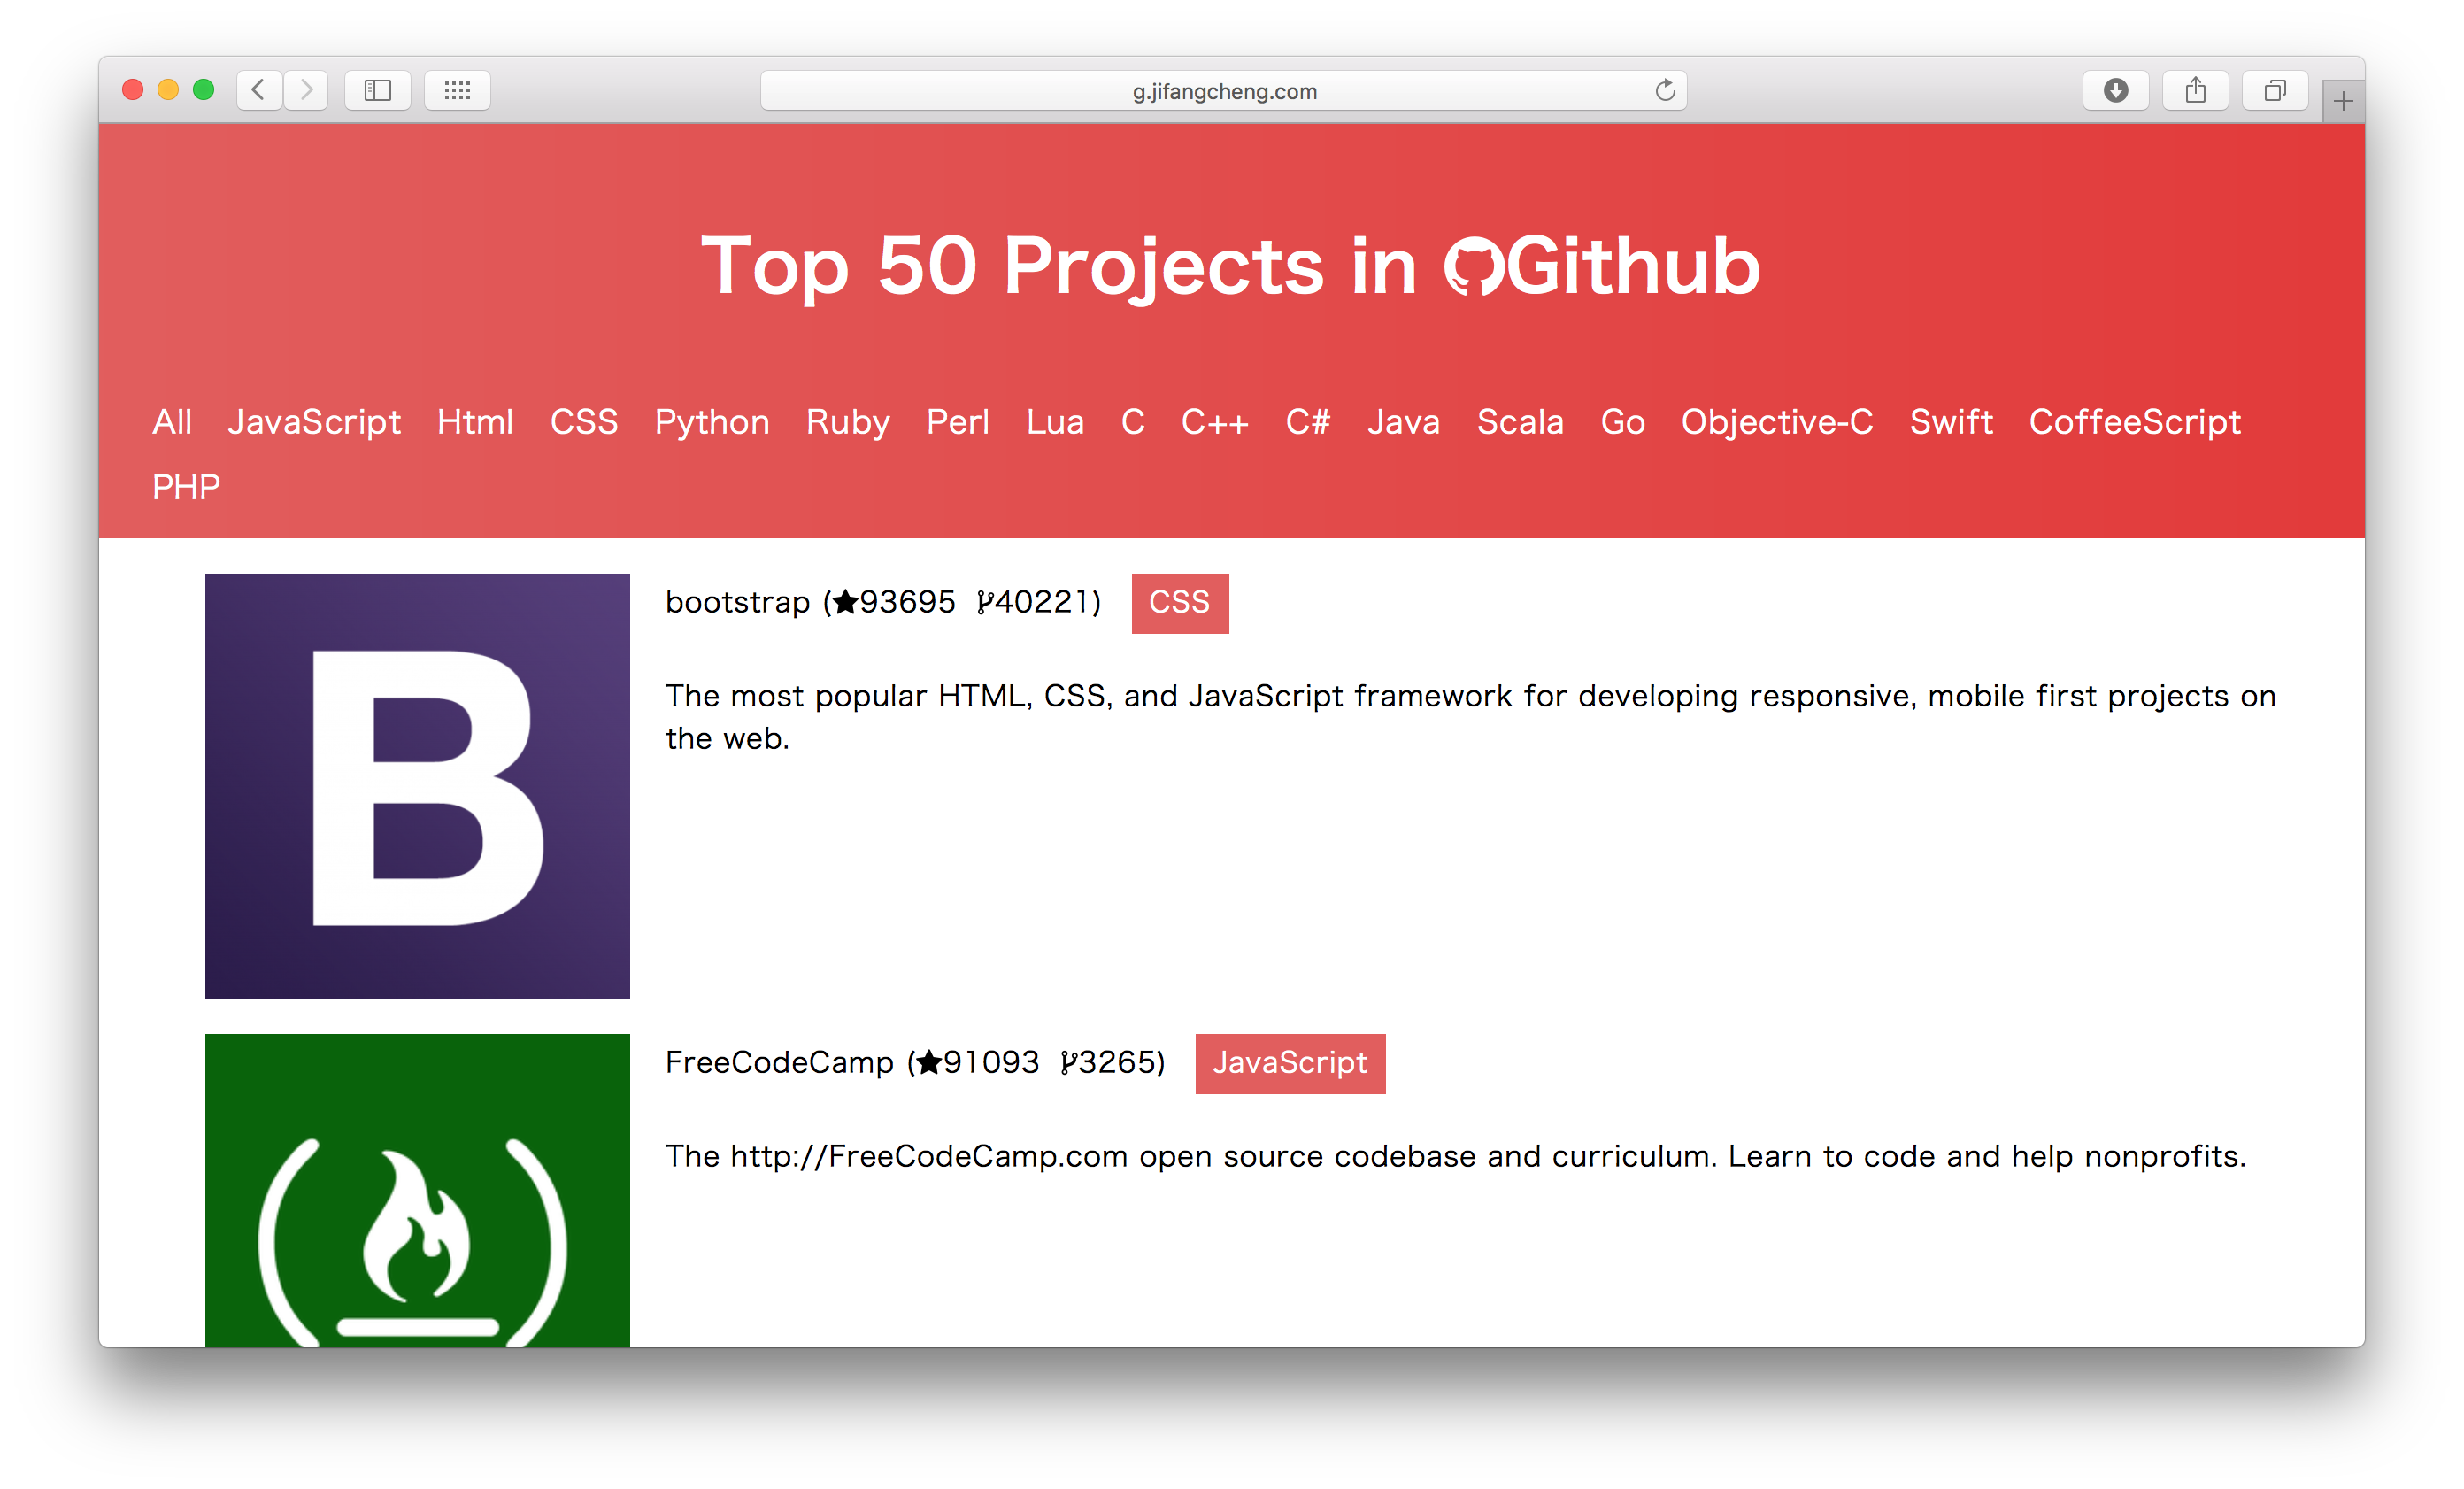 g.jifangcheng.com
Top 50 Projects in Github
All JavaScript Html CSS Python Ruby Perl Lua C C++ C# Java Scala Go Objective-C Swift CoffeeScript
PHP
bootstrap (★93695 40221) CSS
The most popular HTML, CSS, and JavaScript framework for developing responsive, mobile first projects on
the web.
B
FreeCodeCamp (★91093 3265) JavaScript
The http://FreeCodeCamp.com open source codebase and curriculum. Learn to code and help nonprofits.